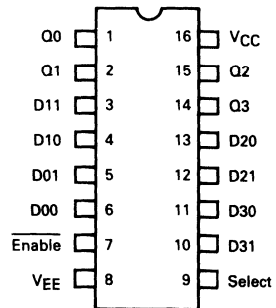 Q0 1 16 VCC
Q1 2 15 Q2
D11 3 14 Q3
D10 4 13 D20
D01 5 12 D21
D00 6 11 D30
Enable 7 10 D31
VEE 8 9 Select